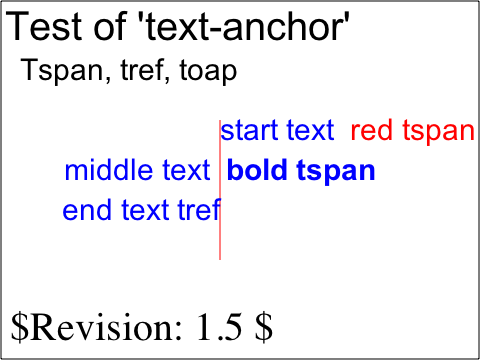 Test of 'text-anchor'
Tspan, tref, toap
start text red tspan
middle text bold tspan
end text tref
$Revision: 1.5 $